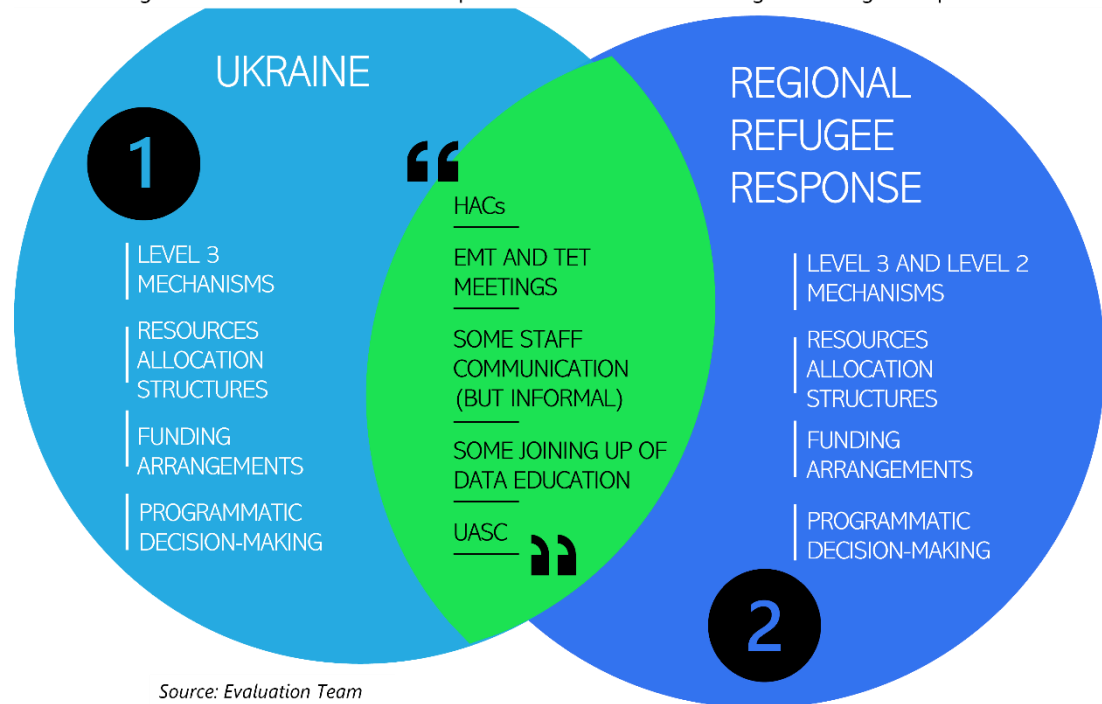 UKRAINE
1
LEVEL 3
MECHANISMS
RESOURCES
ALLOCATION
STRUCTURES
FUNDING
ARRANGEMENTS
PROGRAMMATIC
DECISION-MAKING
“
HACs
EMT AND TET
MEETINGS
SOME STAFF
COMMUNICATION
(BUT INFORMAL)
SOME JOINING UP OF
DATA EDUCATION
UASC
”
REGIONAL
REFUGEE
RESPONSE
LEVEL 3 AND LEVEL 2
MECHANISMS
RESOURCES
ALLOCATION
STRUCTURES
FUNDING
ARRANGEMENTS
PROGRAMMATIC
DECISION-MAKING
2
Source: Evaluation Team